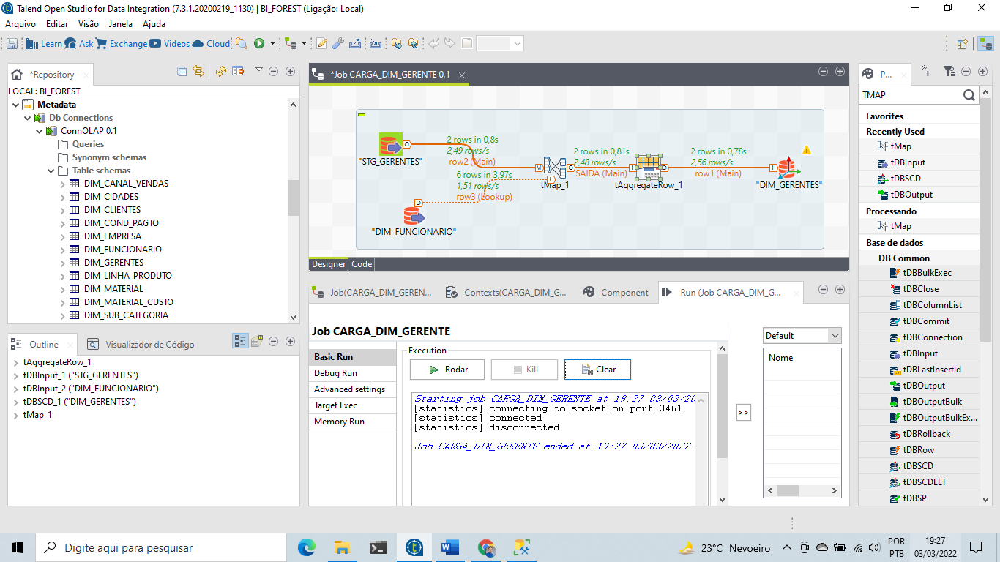 Talend Open Studio for Data Integration (7.3.1.20200219_1130) | BI_FOREST (Ligação: Local)
Arquivo Editar Visão Janela Ajuda
Learn Ask Exchange Videos Cloud
*Repository
LOCAL: BI_FOREST
Metadata
Db Connections
ConnOLAP 0.1
Queries
Synonym schemas
Table schemas
DIM_CANAL_VENDAS
DIM_CIDADES
DIM_CLIENTES
DIM_COND_PAGTO
DIM_EMPRESA
DIM_FUNCIONARIO
DIM_GERENTES
DIM_LINHA_PRODUTO
DIM_MATERIAL
DIM_MATERIAL_CUSTO
DIM_SUB_CATEGORIA
Outline Visualizador de Código
tAggregateRow_1
tDBInput_1 ("STG_GERENTES")
tDBInput_2 ("DIM_FUNCIONARIO")
tDBSCD_1 ("DIM_GERENTES")
tMap_1
*Job CARGA_DIM_GERENTE 0.1
"STG_GERENTES"
2 rows in 0,8s
2,49 rows/s
row2 (Main)
6 rows in 3,97s
1,51 rows/s
row3 (Lookup)
"DIM_FUNCIONARIO"
tMap_1
2 rows in 0,81s
2,48 rows/s
SAIDA (Main)
tAggregateRow_1
2 rows in 0,78s
2,56 rows/s
row1 (Main)
"DIM_GERENTES"
Designer Code
Job(CARGA_DIM_GEREN... Contexts(CARGA_DIM_G... Component Run (Job CARGA_DIM_G...
Job CARGA_DIM_GERENTE
Basic Run
Debug Run
Advanced settings
Target Exec
Memory Run
Execution
Rodar Kill Clear
Starting job CARGA_DIM_GERENTE at 19:27 03/03/20
[statistics] connecting to socket on port 3461
[statistics] connected
[statistics] disconnected
Job CARGA_DIM_GERENTE ended at 19:27 03/03/2022.
>>
Default
Nome
P...
TMAP
Favorites
Recently Used
tMap
tDBInput
tDBSCD
tDBOutput
Processando
tMap
Base de dados
DB Common
tDBBulkExec
tDBClose
tDBColumnList
tDBCommit
tDBConnection
tDBInput
tDBLastInsertId
tDBOutput
tDBOutputBulk
tDBOutputBulkEx...
tDBRollback
tDBRow
tDBSCD
tDBSCDELT
tDBSP
Digite aqui para pesquisar
23°C Nevoeiro
POR
PTB
19:27
03/03/2022